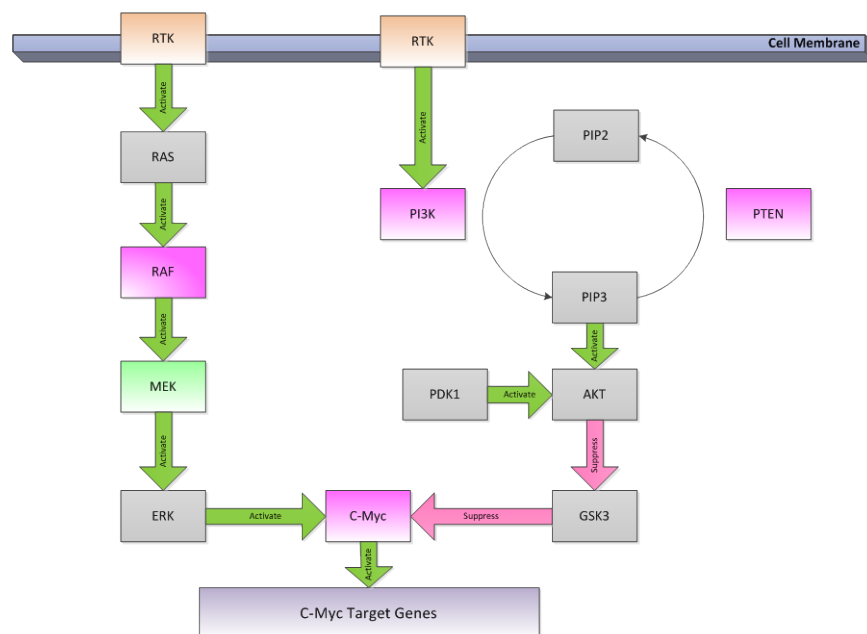 Cell Membrane
RTK
RTK
Activate
Activate
RAS
PIP2
Activate
PI3K
PTEN
RAF
PIP3
Activate
Activate
MEK
PDK1
Activate
AKT
Activate
Suppress
ERK
Activate
C-Myc
Suppress
GSK3
Activate
C-Myc Target Genes